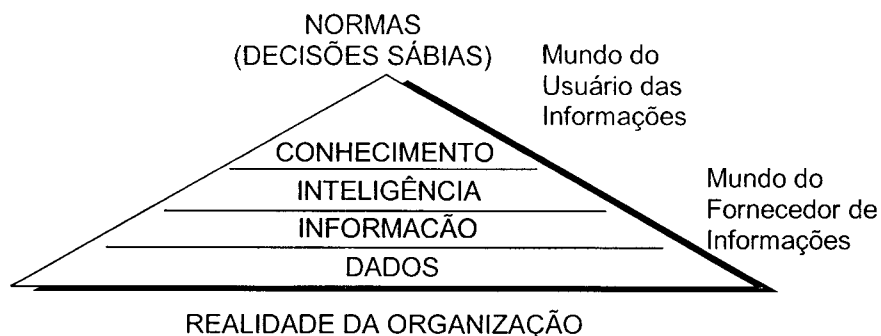 NORMAS
(DECISÕES SÁBIAS)
Mundo do
Usuário das
Informações
CONHECIMENTO
INTELIGÊNCIA
INFORMACÃO
DADOS
Mundo do
Fornecedor de
Informações
REALIDADE DA ORGANIZAÇÃO